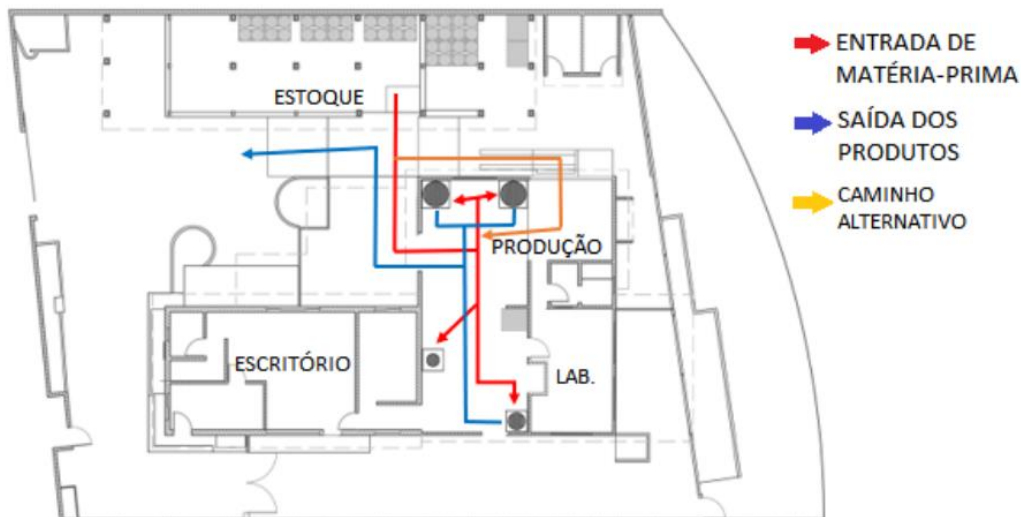 ENTRADA DE
MATÉRIA-PRIMA
SAÍDA DOS
PRODUTOS
CAMINHO
ALTERNATIVO
ESTOQUE
PRODUÇÃO
ESCRITÓRIO
LAB.